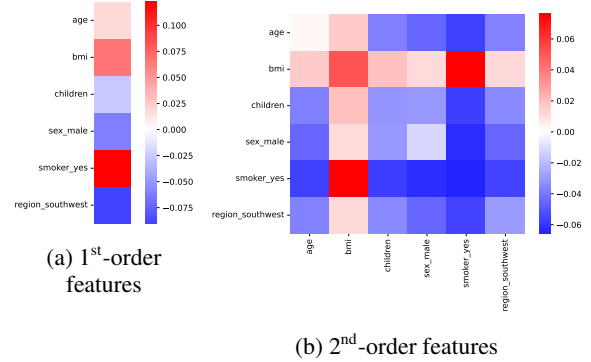 age
bmi
children
sex_male
smoker_yes
region_southwest
0.100
0.075
0.050
0.025
0.000
−0.025
−0.050
−0.075
(a) 1st-order
features
age
bmi
children
sex_male
smoker_yes
region_southwest
age
bmi
children
sex_male
smoker_yes
region_southwest
0.06
0.04
0.02
0.00
−0.02
−0.04
−0.06
(b) 2nd-order features